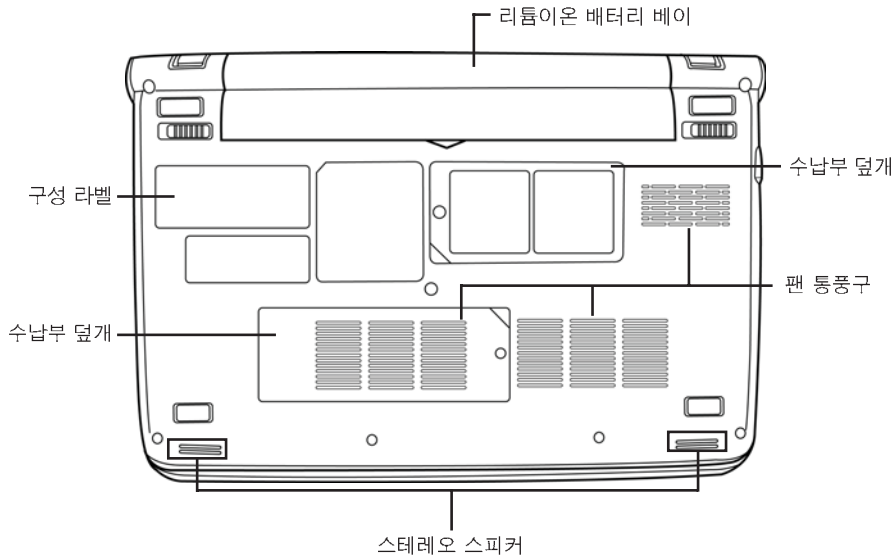 리튬이온 배터리 베이
수납부 덮개
구성 라벨
팬 통풍구
수납부 덮개
스테레오 스피커